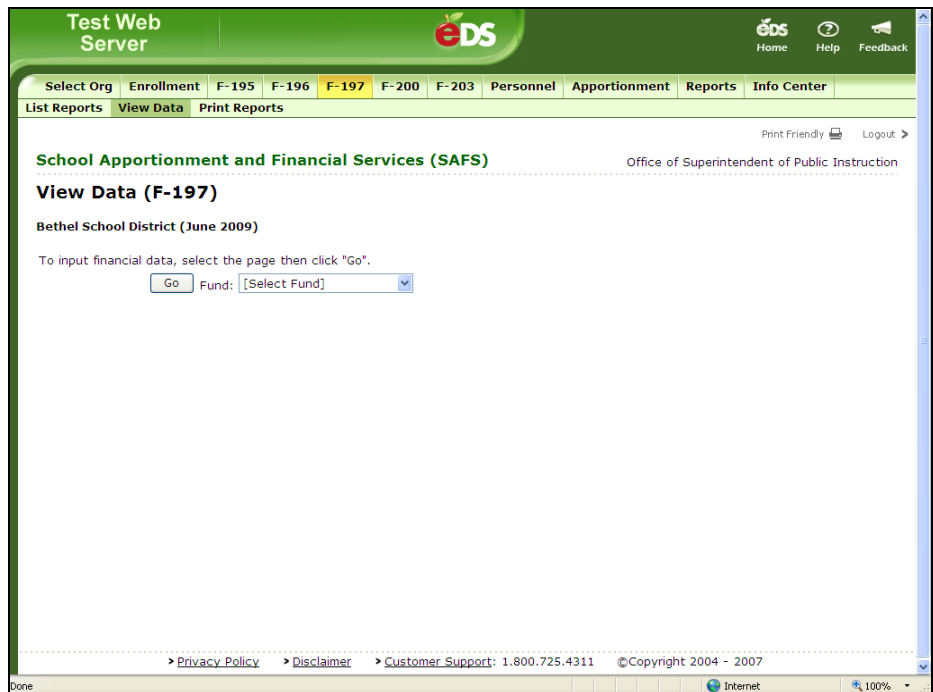 Test Web
Server
eDS
eDS
Home
Help
Feedback
Select Org Enrollment F-195 F-196 F-197 F-200 F-203 Personnel Apportionment Reports Info Center
List Reports View Data Print Reports
Print Friendly Logout >
School Apportionment and Financial Services (SAFS) Office of Superintendent of Public Instruction
View Data (F-197)
Bethel School District (June 2009)
To input financial data, select the page then click "Go".
Go Fund: [Select Fund]
> Privacy Policy > Disclaimer > Customer Support: 1.800.725.4311 ©Copyright 2004 - 2007
Done Internet 100%